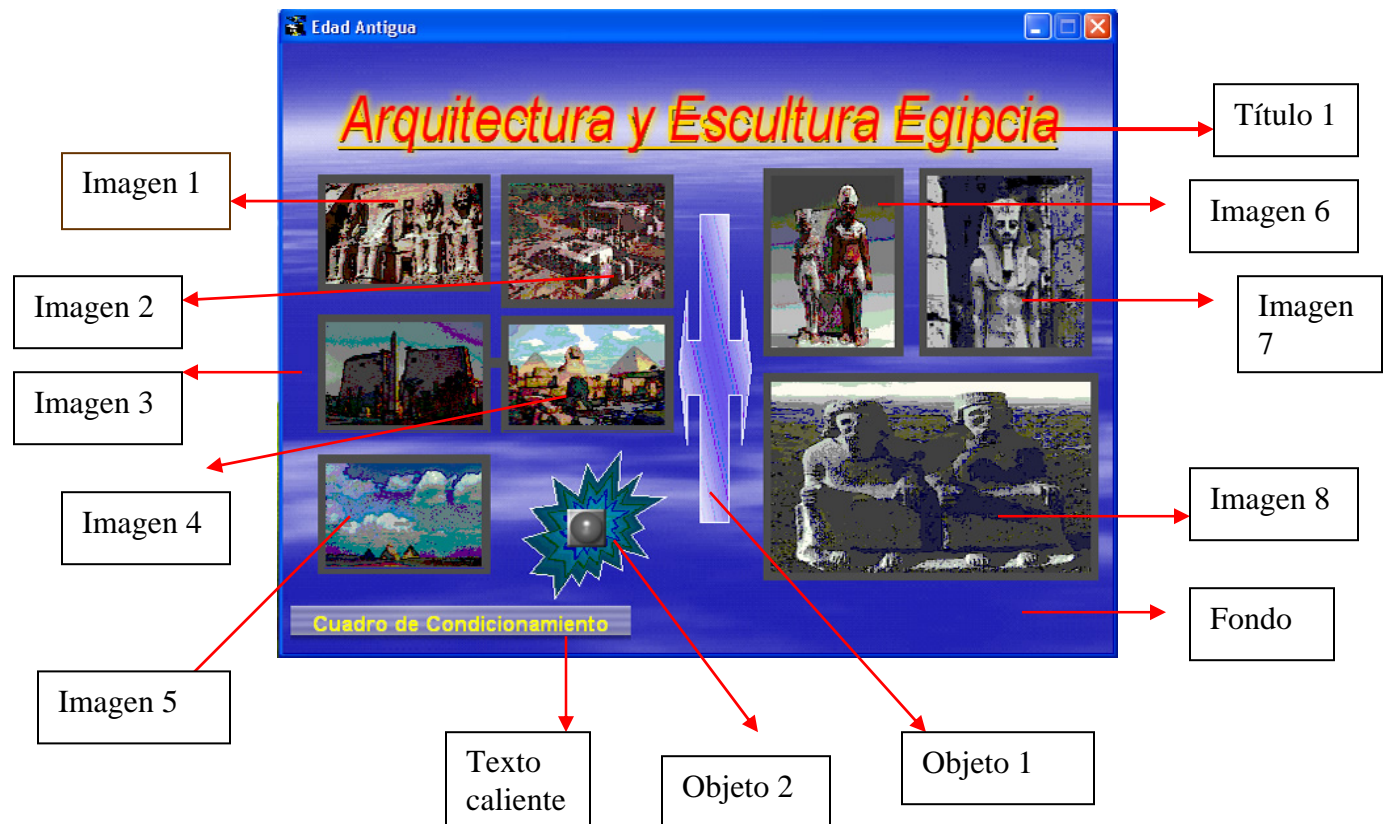 Edad Antigua
Arquitectura y Escultura Egipcia
Título 1
Imagen 1
Imagen 6
Imagen 2
Imagen
7
Imagen 3
Imagen 4
Imagen 8
Fondo
Cuadro de Condicionamiento
Imagen 5
Texto
caliente
Objeto 2
Objeto 1